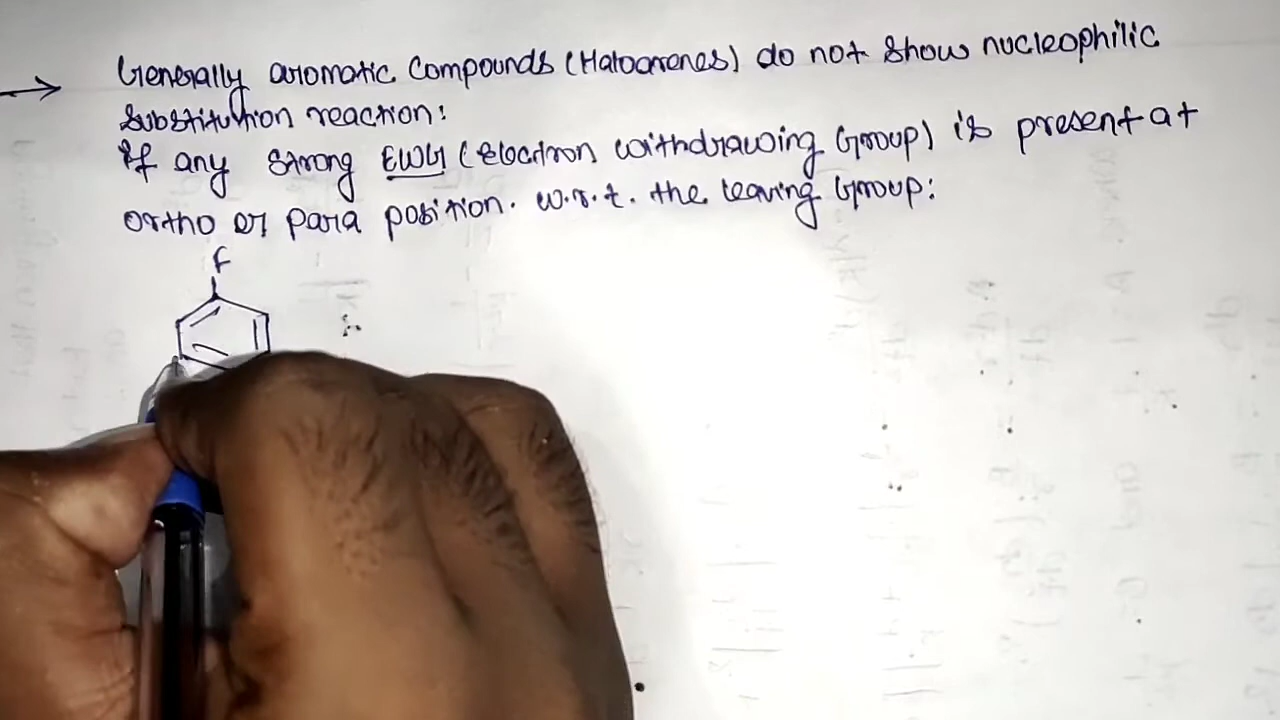 Generally aromatic Compounds (Haloarenes) do not show nucleophilic
Substitution reaction:
if any strong EWG (electron withdrawing Group) is present at
ortho or para position. w.r.t. the leaving Group:
F